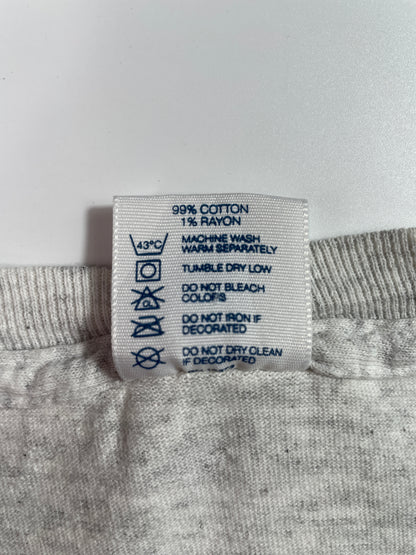 99% COTTON
1% RAYON
43°C
MACHINE WASH
WARM SEPARATELY
TUMBLE DRY LOW
CL
DO NOT BLEACH
COLORS
DO NOT IRON IF
DECORATED
DO NOT DRY CLEAN
IF DECORATED